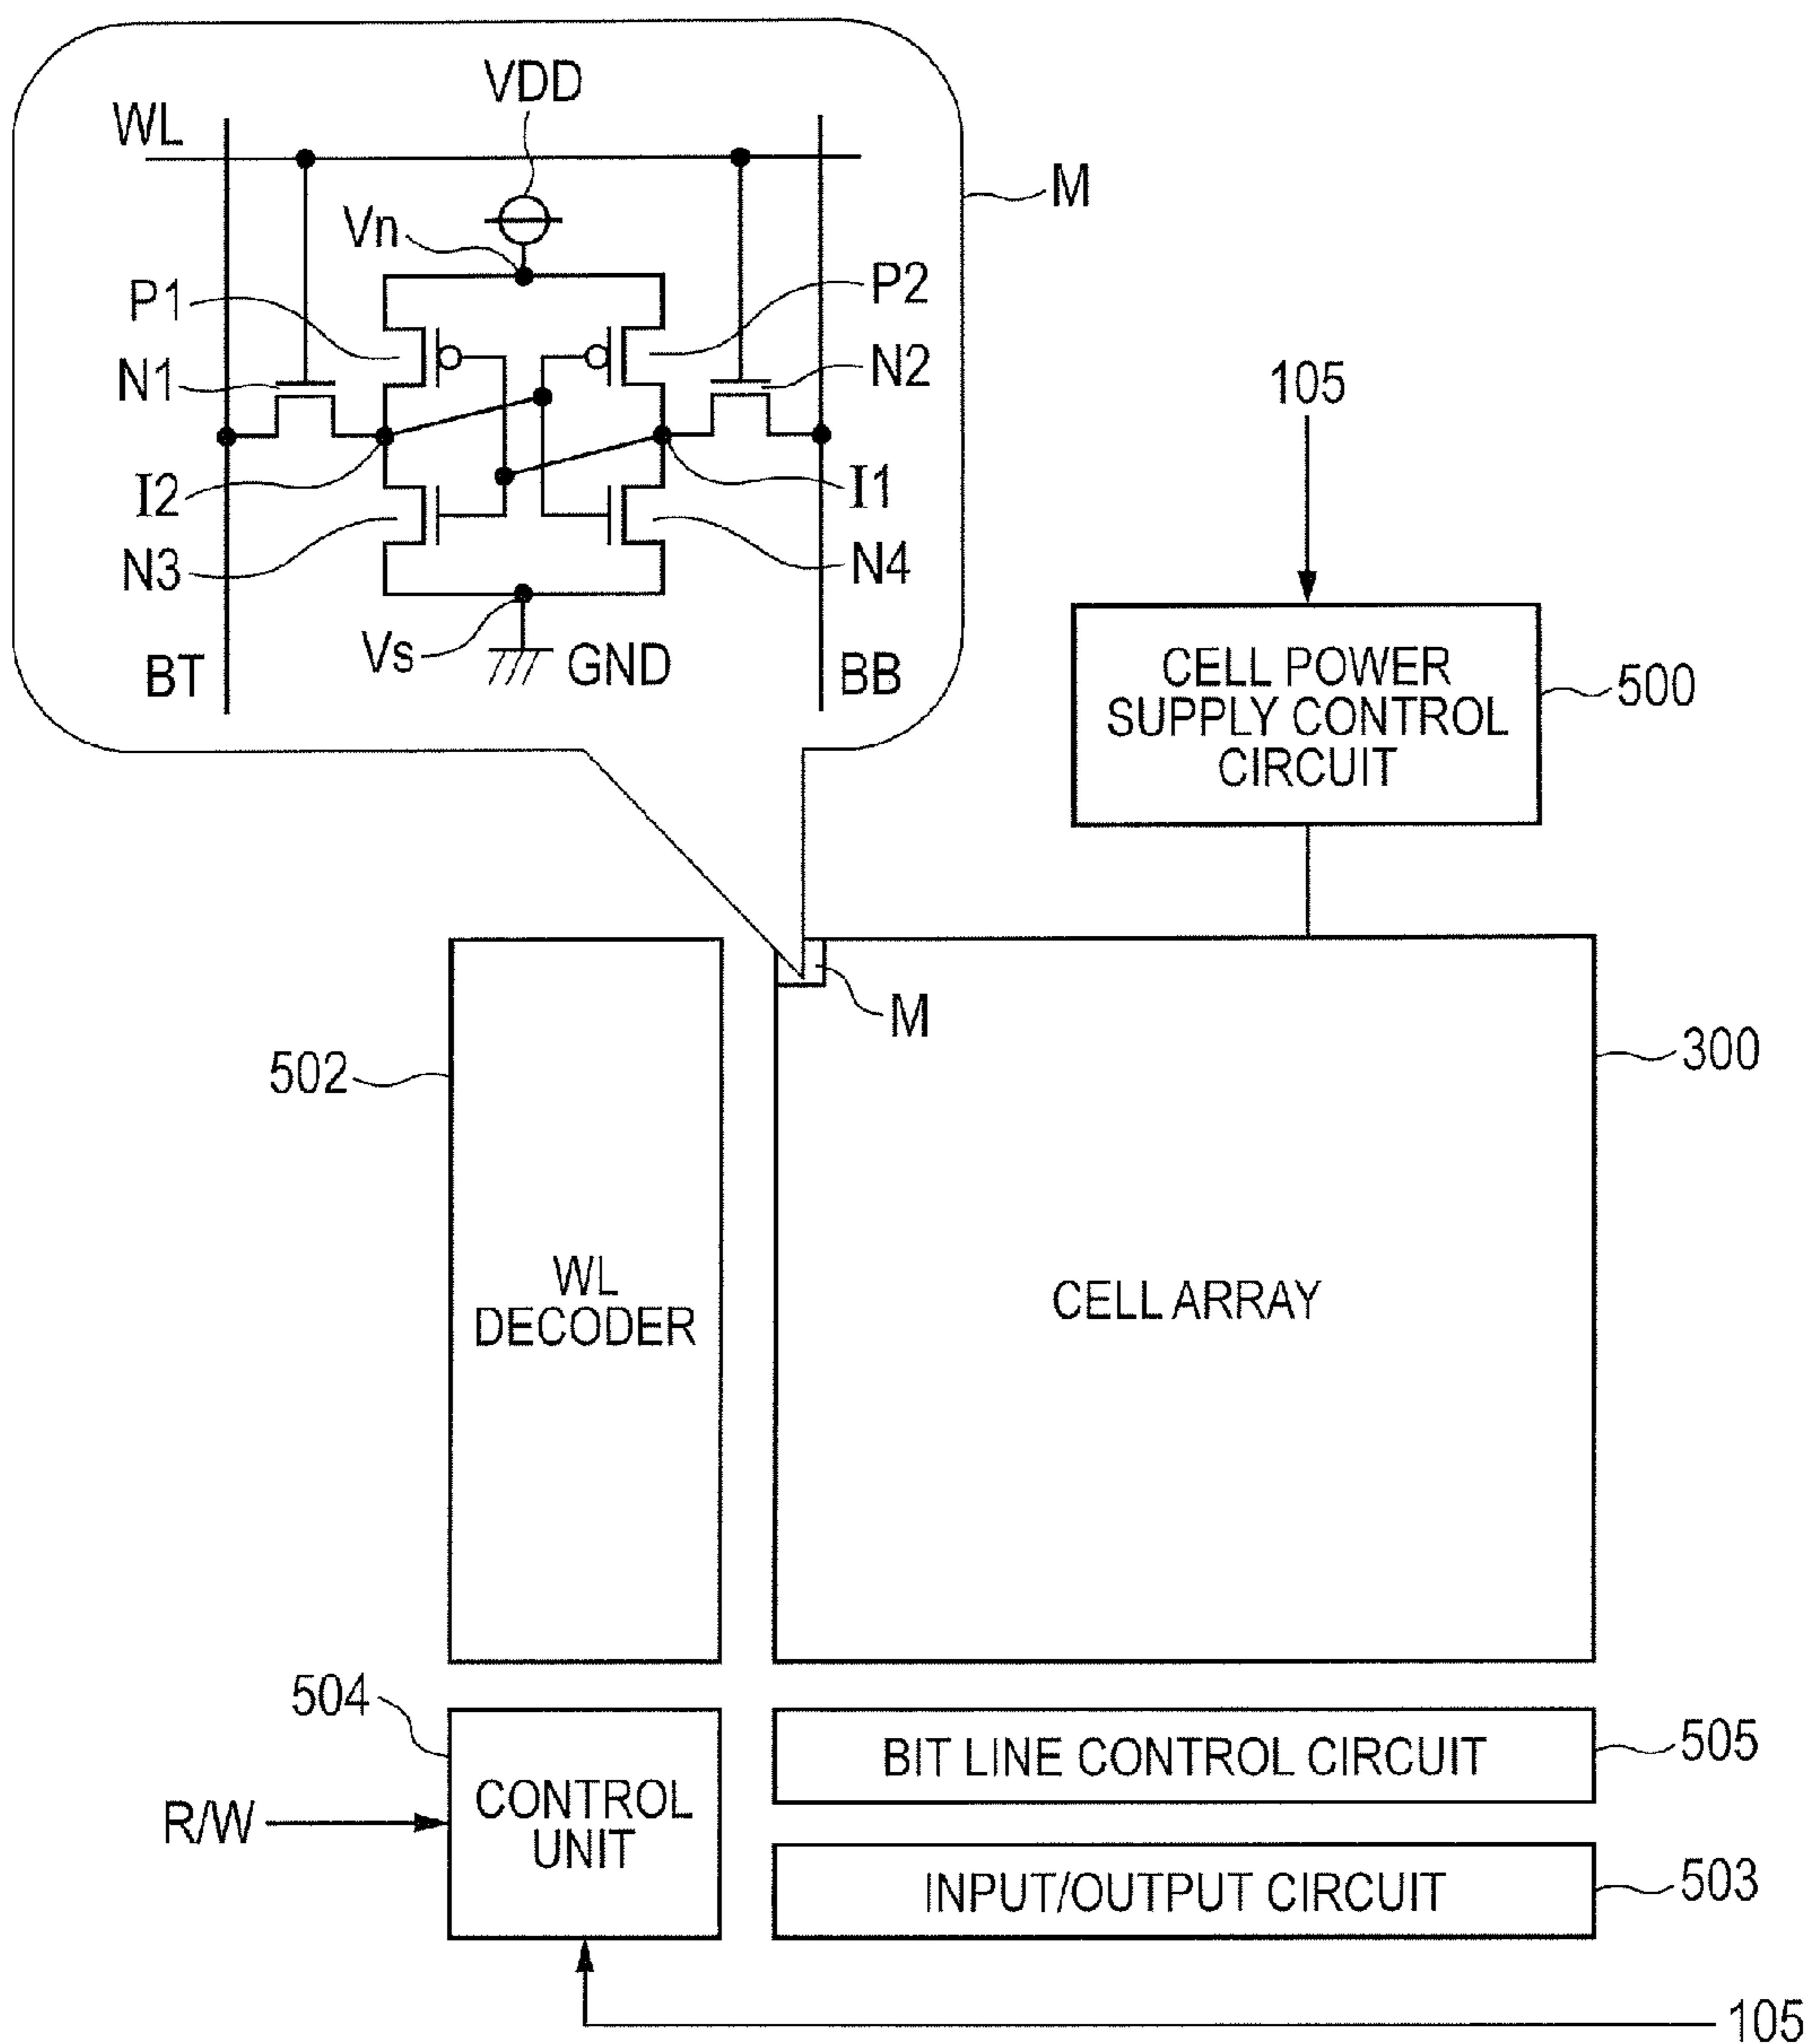 VDD
WL
M
Vn
P1
P2
N1
N2
105
I2
I1
N3
N4
Vs
GND
BT
BB
CELL POWER
SUPPLY CONTROL
CIRCUIT
500
M
502
300
WL
DECODER
CELL ARRAY
504
BIT LINE CONTROL CIRCUIT
505
R/W
CONTROL
UNIT
INPUT/OUTPUT CIRCUIT
503
105